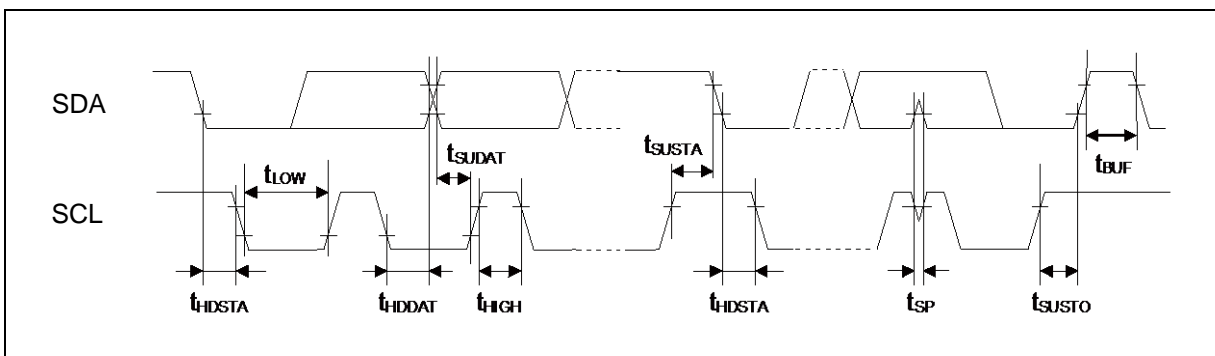 SDA
tSUDAT
tSUSTA
tBUF
tLOW
SCL
tHDSTA
tHDDAT
tHIGH
tHDSTA
tSP
tSUSTO